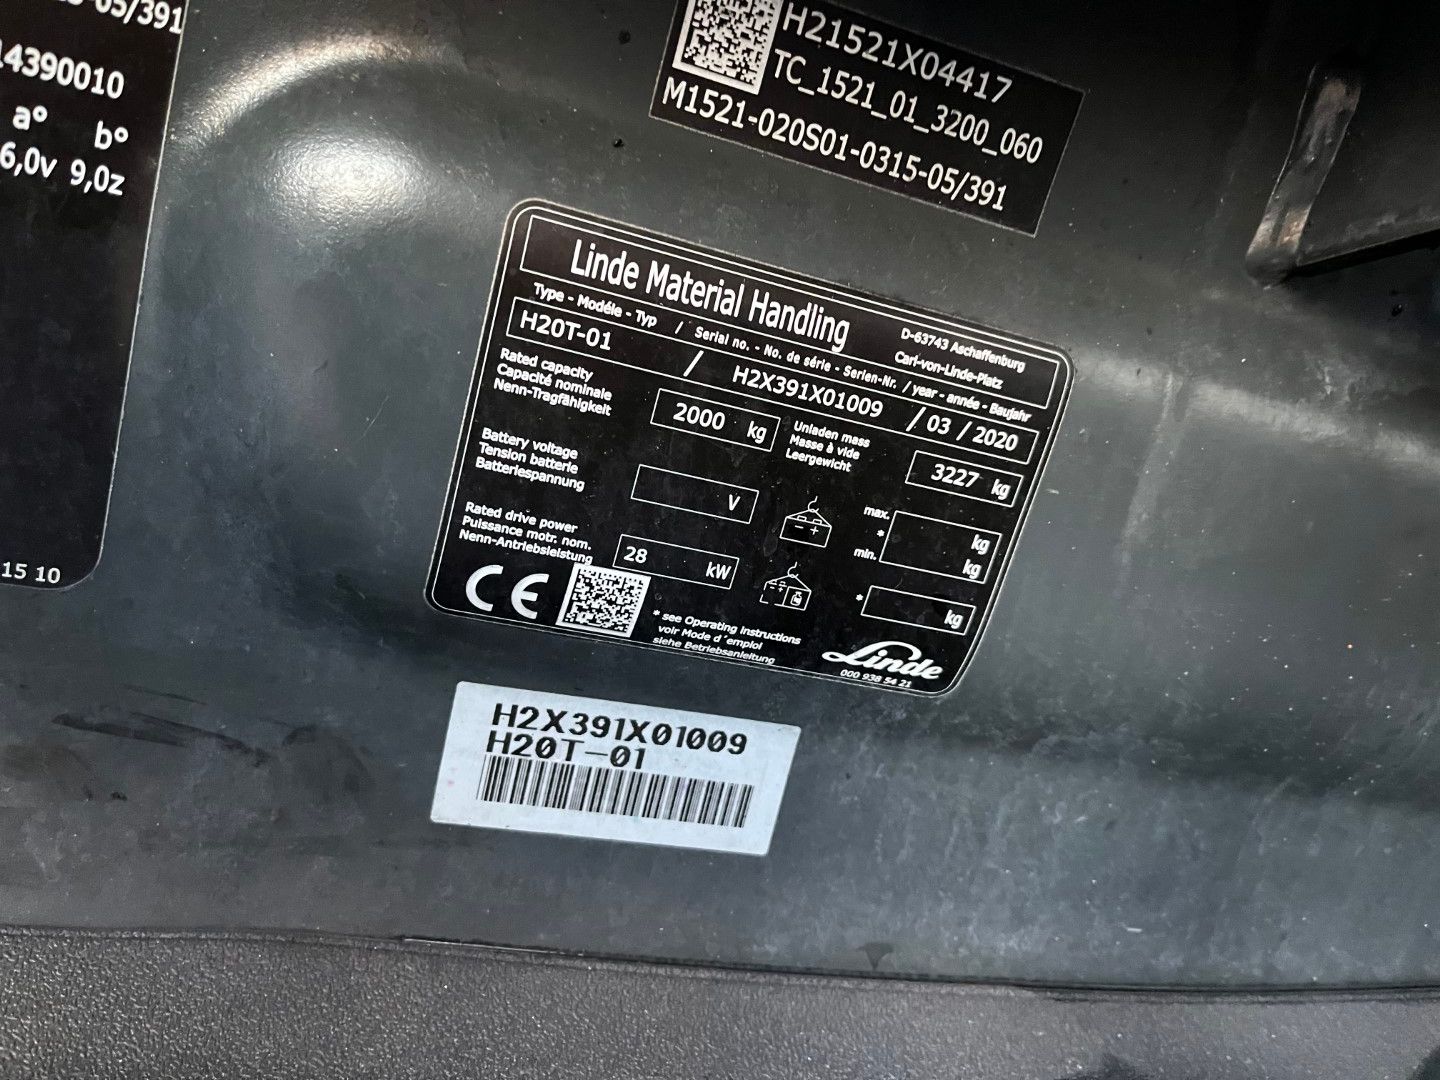 05/391
14390010
a° b°
6,0v 9,0z
15 10
H21521X04417
TC_1521_01_3200_060
M1521-020S01-0315-05/391
Linde Material Handling
D-63743 Aschaffenburg
Carl-von-Linde-Platz
Type - Modéle - Typ / Serial no. - No. de série - Serien-Nr. / year - année - Baujahr
H20T-01 / H2X391X01009 / 03 / 2020
Rated capacity
Capacité nominale
Nenn-Tragfähigkeit
2000 kg
Unladen mass
Masse à vide
Leergewicht
3227 kg
Battery voltage
Tension batterie
Batteriespannung
V
- +
max.
*
min.
kg
kg
Rated drive power
Puissance motr. nom.
Nenn-Antriebsleistung
28 kW
*
kg
CE
* see Operating instructions
voir Mode d´emploi
siehe Betriebsanleitung
Linde
000 938 54 21
H2X391X01009
H20T-01